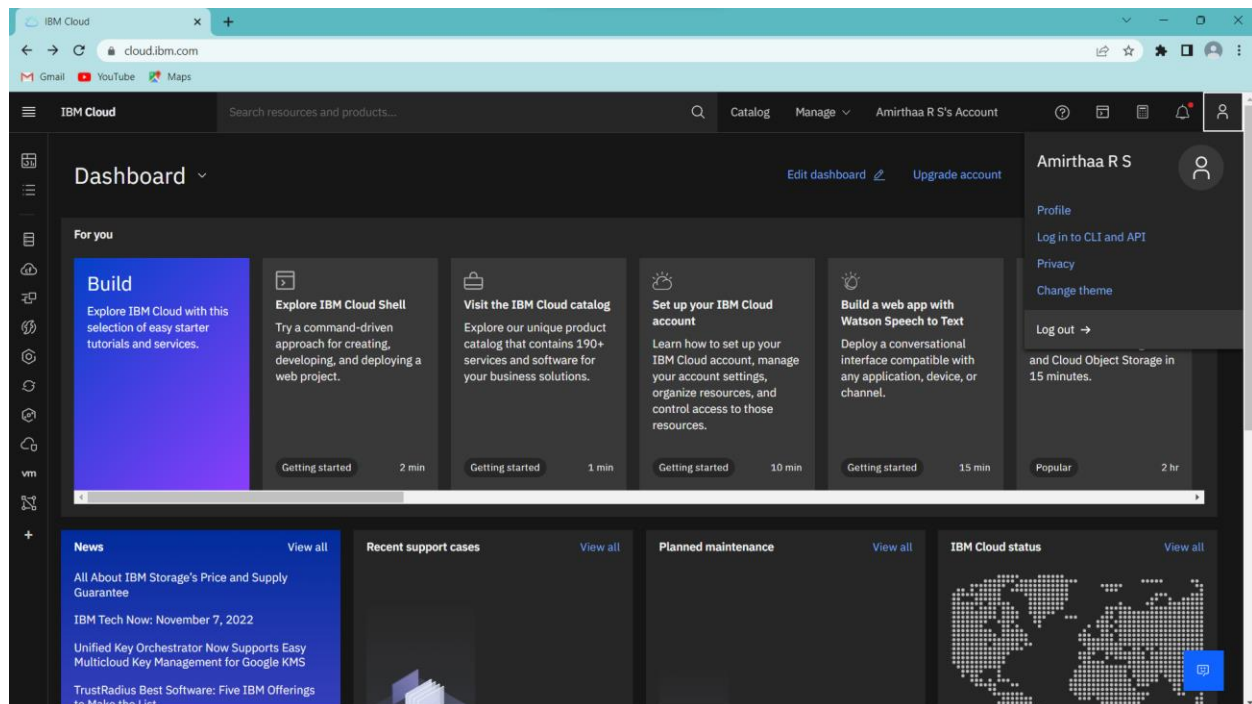 IBM Cloud
cloud.ibm.com
Gmail YouTube Maps
IBM Cloud
Search resources and products...
Catalog Manage Amirthaa R S's Account
Dashboard
Edit dashboard Upgrade account
Amirthaa R S
Profile
Log in to CLI and API
Privacy
Change theme
Log out →
For you
Build
Explore IBM Cloud with this
selection of easy starter
tutorials and services.
Explore IBM Cloud Shell
Try a command-driven
approach for creating,
developing, and deploying a
web project.
Getting started 2 min
Visit the IBM Cloud catalog
Explore our unique product
catalog that contains 190+
services and software for
your business solutions.
Getting started 1 min
Set up your IBM Cloud
account
Learn how to set up your
IBM Cloud account, manage
your account settings,
organize resources, and
control access to those
resources.
Getting started 10 min
Build a web app with
Watson Speech to Text
Deploy a conversational
interface compatible with
any application, device, or
channel.
Getting started 15 min
and Cloud Object Storage in
15 minutes.
Popular 2 hr
vm
News View all
All About IBM Storage's Price and Supply
Guarantee
IBM Tech Now: November 7, 2022
Unified Key Orchestrator Now Supports Easy
Multicloud Key Management for Google KMS
TrustRadius Best Software: Five IBM Offerings
to Make the List
Recent support cases View all
Planned maintenance View all
IBM Cloud status View all